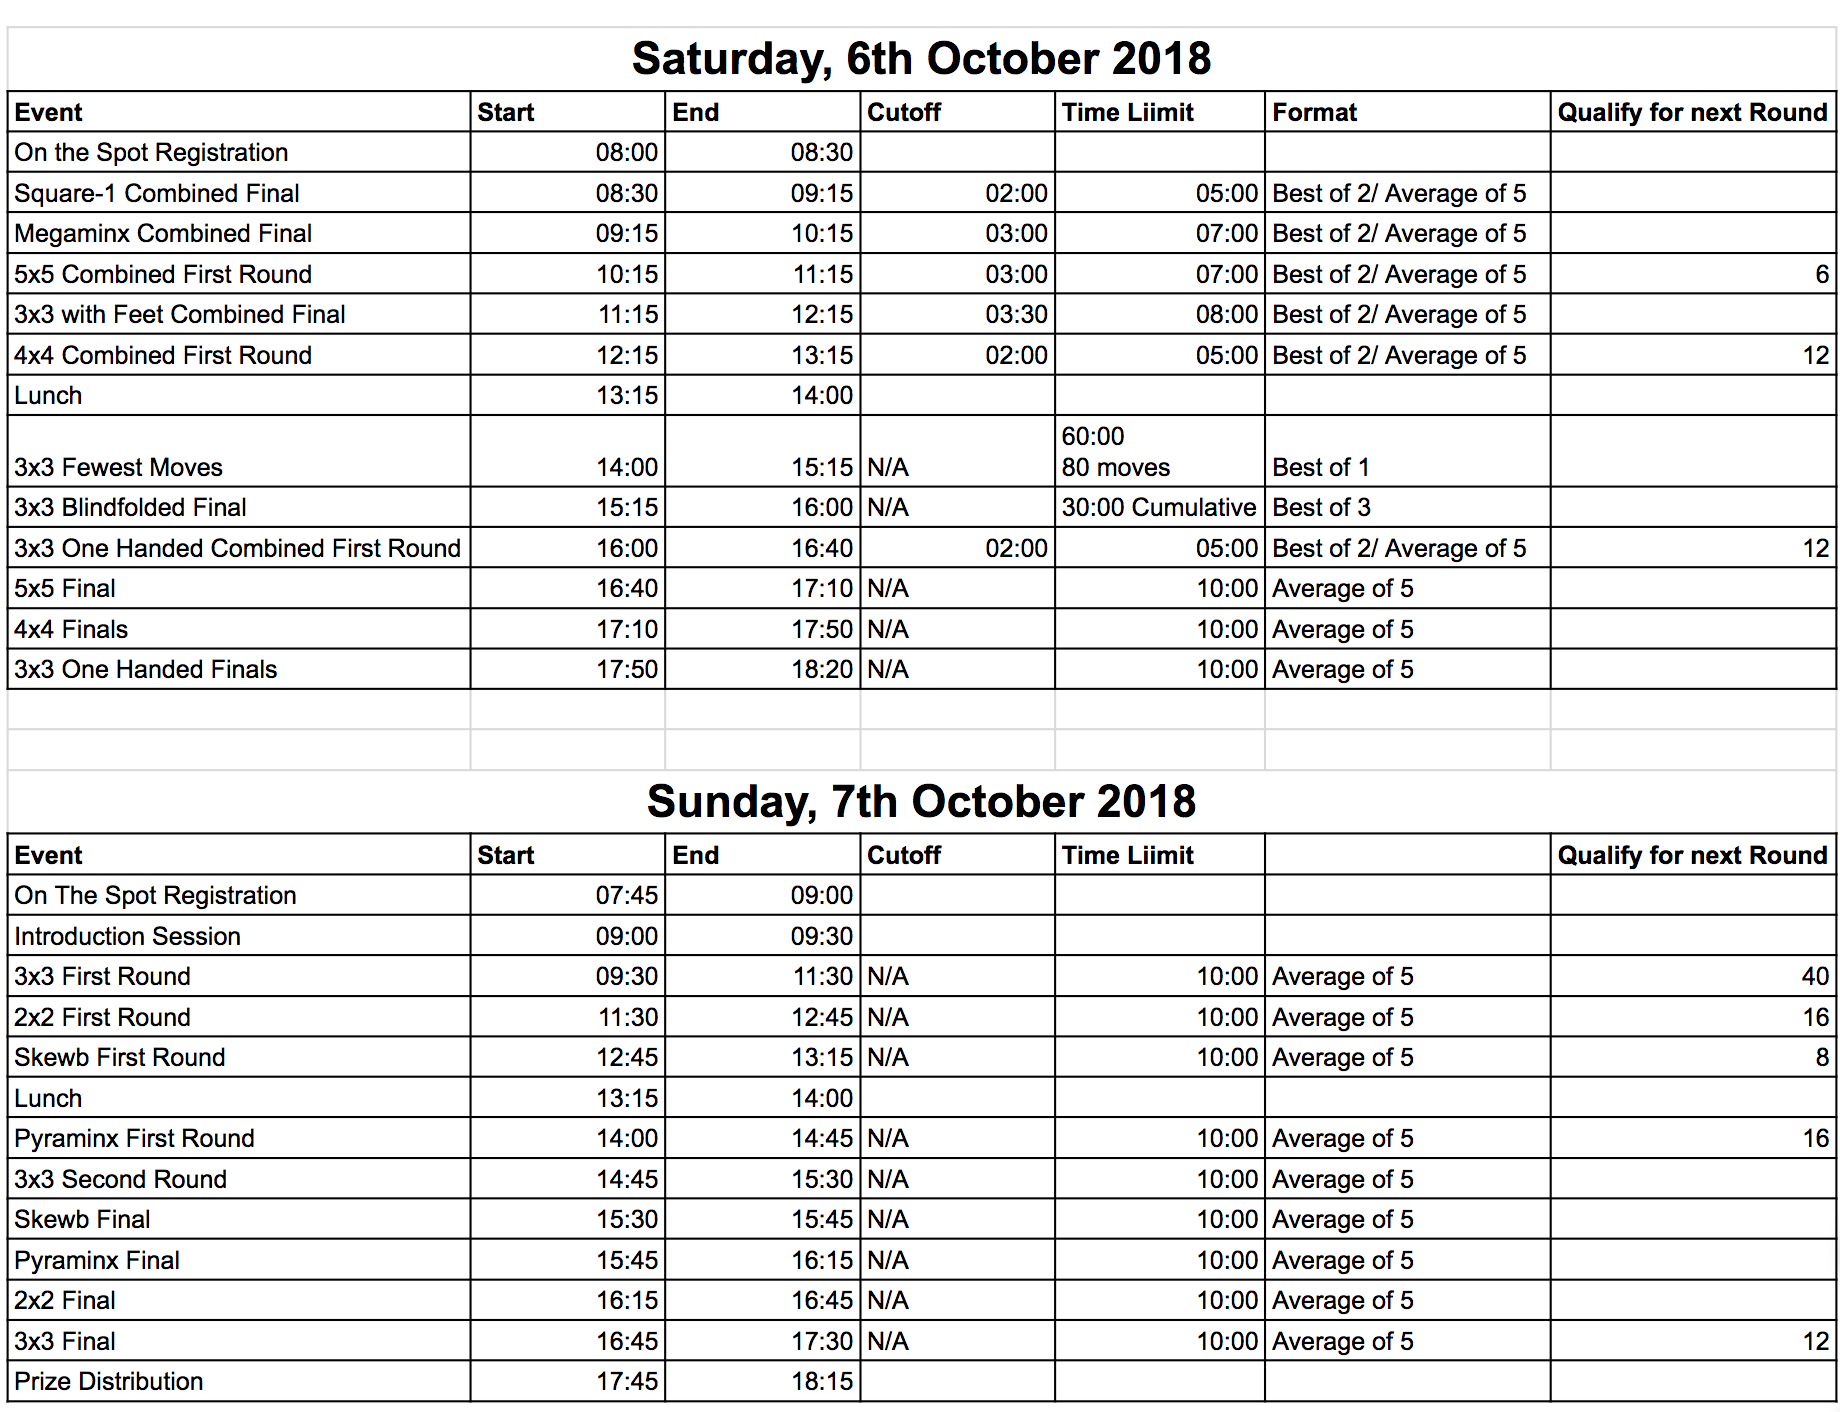 Saturday, 6th October 2018
Event Start End Cutoff Time Liimit Format Qualify for next Round
On the Spot Registration 08:00 08:30
Square-1 Combined Final 08:30 09:15 02:00 05:00 Best of 2/ Average of 5
Megaminx Combined Final 09:15 10:15 03:00 07:00 Best of 2/ Average of 5
5x5 Combined First Round 10:15 11:15 03:00 07:00 Best of 2/ Average of 5 6
3x3 with Feet Combined Final 11:15 12:15 03:30 08:00 Best of 2/ Average of 5
4x4 Combined First Round 12:15 13:15 02:00 05:00 Best of 2/ Average of 5 12
Lunch 13:15 14:00
60:00
3x3 Fewest Moves 14:00 15:15 N/A 80 moves Best of 1
3x3 Blindfolded Final 15:15 16:00 N/A 30:00 Cumulative Best of 3
3x3 One Handed Combined First Round 16:00 16:40 02:00 05:00 Best of 2/ Average of 5 12
5x5 Final 16:40 17:10 N/A 10:00 Average of 5
4x4 Finals 17:10 17:50 N/A 10:00 Average of 5
3x3 One Handed Finals 17:50 18:20 N/A 10:00 Average of 5
Sunday, 7th October 2018
Event Start End Cutoff Time Liimit Qualify for next Round
On The Spot Registration 07:45 09:00
Introduction Session 09:00 09:30
3x3 First Round 09:30 11:30 N/A 10:00 Average of 5 40
2x2 First Round 11:30 12:45 N/A 10:00 Average of 5 16
Skewb First Round 12:45 13:15 N/A 10:00 Average of 5 8
Lunch 13:15 14:00
Pyraminx First Round 14:00 14:45 N/A 10:00 Average of 5 16
3x3 Second Round 14:45 15:30 N/A 10:00 Average of 5
Skewb Final 15:30 15:45 N/A 10:00 Average of 5
Pyraminx Final 15:45 16:15 N/A 10:00 Average of 5
2x2 Final 16:15 16:45 N/A 10:00 Average of 5
3x3 Final 16:45 17:30 N/A 10:00 Average of 5 12
Prize Distribution 17:45 18:15